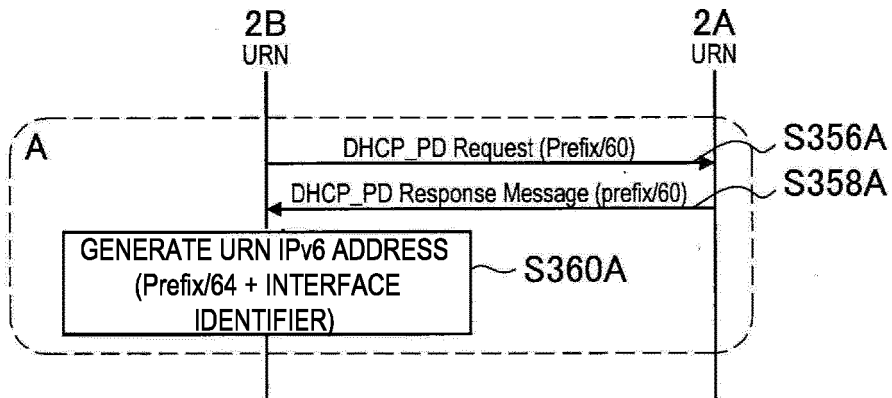 2B
URN
2A
URN
A
DHCP_PD Request (Prefix/60)
S356A
DHCP_PD Response Message (prefix/60)
S358A
GENERATE URN IPv6 ADDRESS
(Prefix/64 + INTERFACE
IDENTIFIER)
S360A